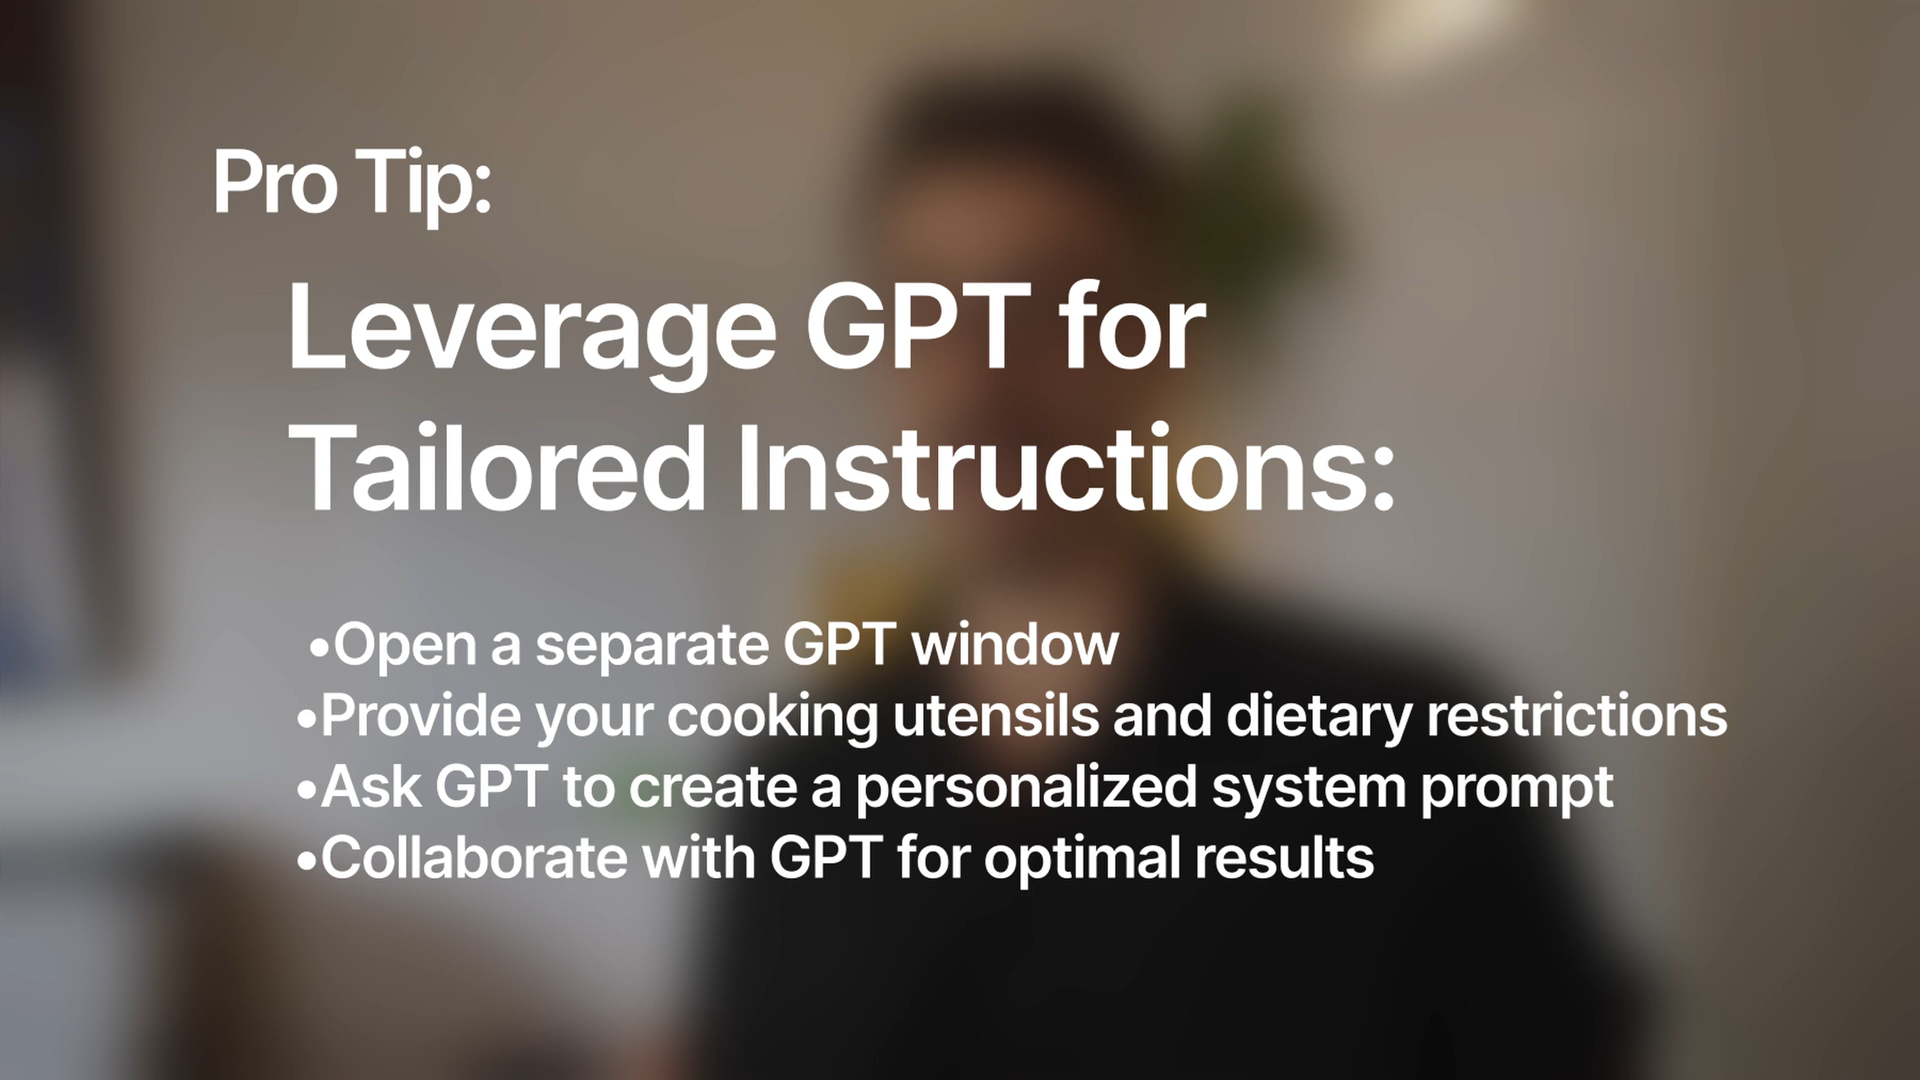 Pro Tip:
Leverage GPT for
Tailored Instructions:
•Open a separate GPT window
•Provide your cooking utensils and dietary restrictions
•Ask GPT to create a personalized system prompt
•Collaborate with GPT for optimal results